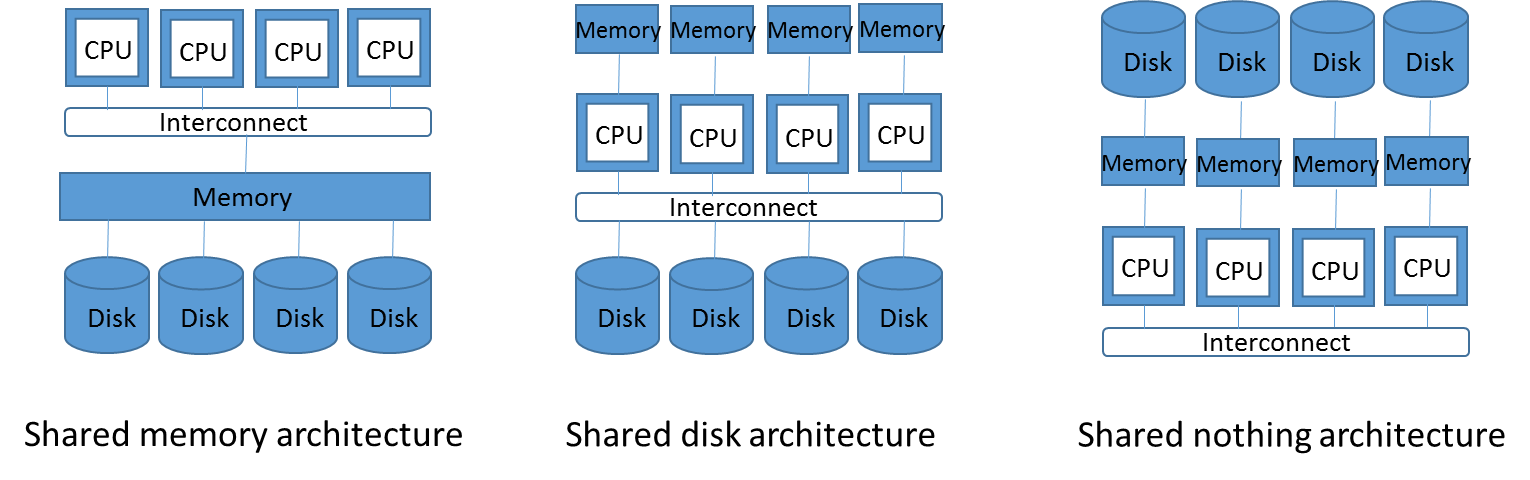 CPU CPU CPU CPU
Interconnect
Memory
Disk Disk Disk Disk
Shared memory architecture
Memory Memory Memory Memory
CPU CPU CPU CPU
Interconnect
Disk Disk Disk Disk
Shared disk architecture
Disk Disk Disk Disk
Memory Memory Memory Memory
CPU CPU CPU CPU
Interconnect
Shared nothing architecture